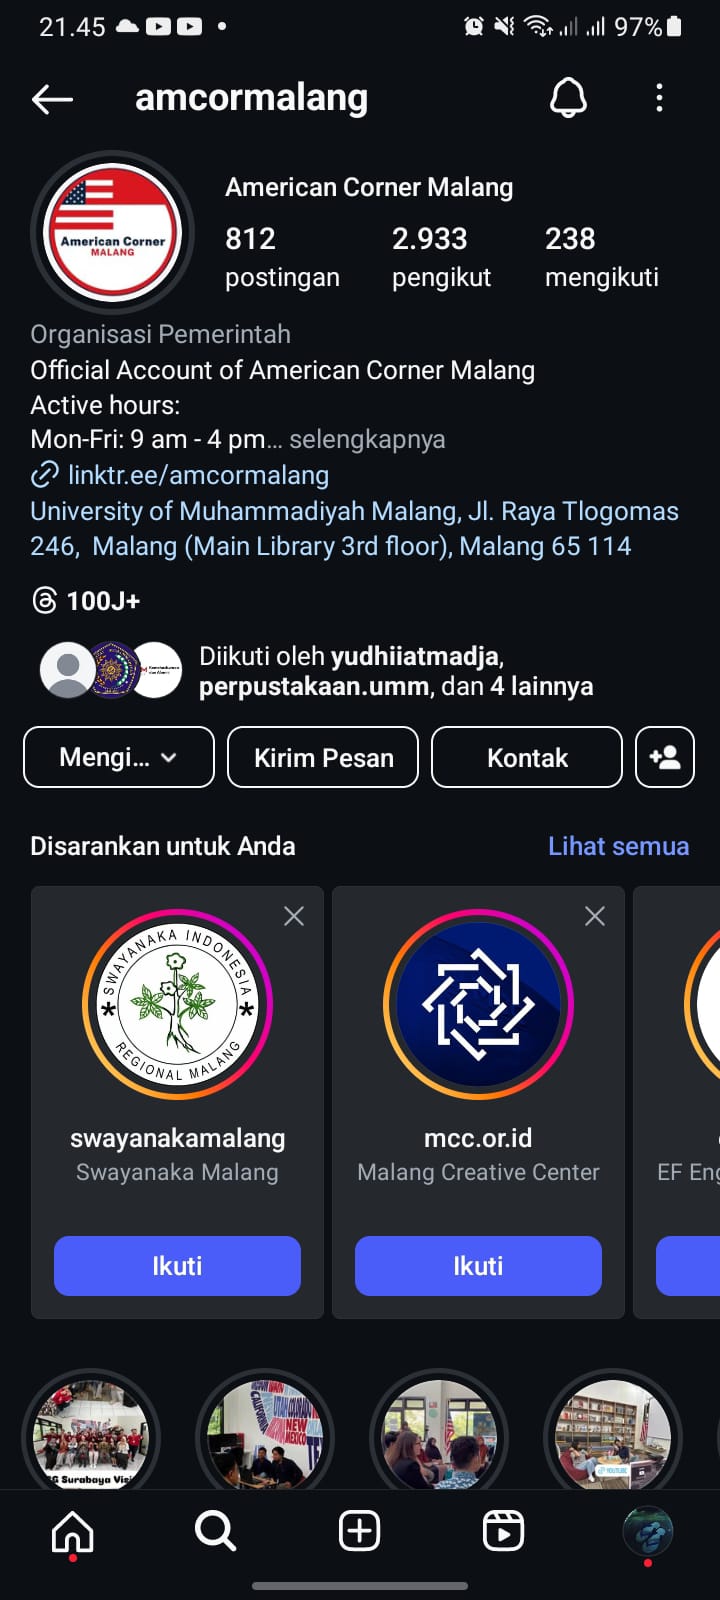 21.45
97%
amcormalang
American Corner
MALANG
American Corner Malang
812
2.933
238
postingan
pengikut
mengikuti
Organisasi Pemerintah
Official Account of American Corner Malang
Active hours:
Mon-Fri: 9 am - 4 pm... selengkapnya
linktr.ee/amcormalang
University of Muhammadiyah Malang, Jl. Raya Tlogomas
246, Malang (Main Library 3rd floor), Malang 65 114
100J+
Diikuti oleh yudhiiatmadja,
perpustakaan.umm, dan 4 lainnya
Mengi...
Kirim Pesan
Kontak
Disarankan untuk Anda
Lihat semua
SWAYANAKA INDONESIA
REGIONAL MALANG
swayanakamalang
Swayanaka Malang
Ikuti
mcc.or.id
Malang Creative Center
Ikuti
EF Eng
Surabaya Visi
CALIFORNIA
NEW
MEXICO
YOUTUBE